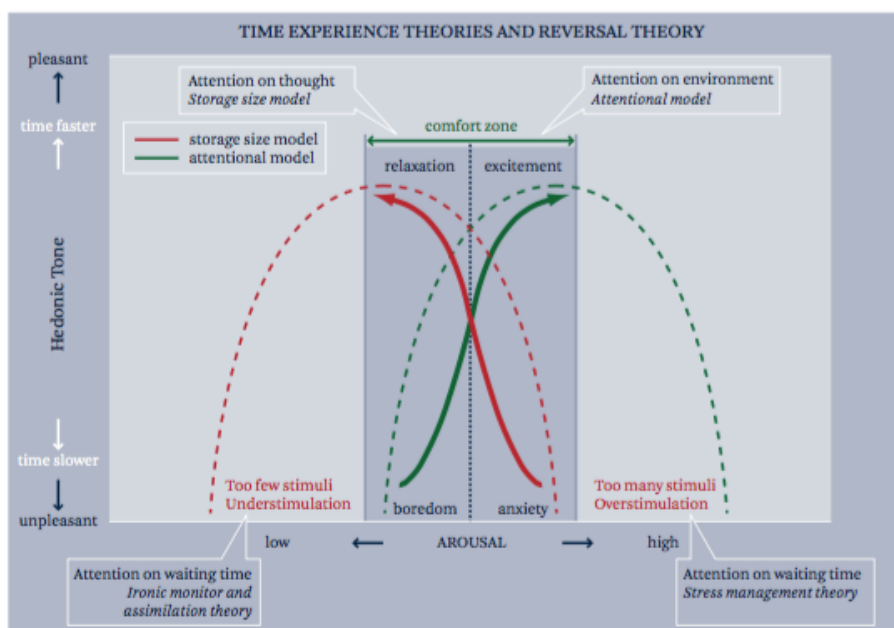 TIME EXPERIENCE THEORIES AND REVERSAL THEORY
pleasant
Attention on thought
Storage size model
Attention on environment
Attentional model
time faster
comfort zone
storage size model
attentional model
relaxation
excitement
Hedonic Tone
time slower
Too few stimuli
Understimulation
Too many stimuli
Overstimulation
boredom
anxiety
unpleasant
low
AROUSAL
high
Attention on waiting time
Ironic monitor and
assimilation theory
Attention on waiting time
Stress management theory